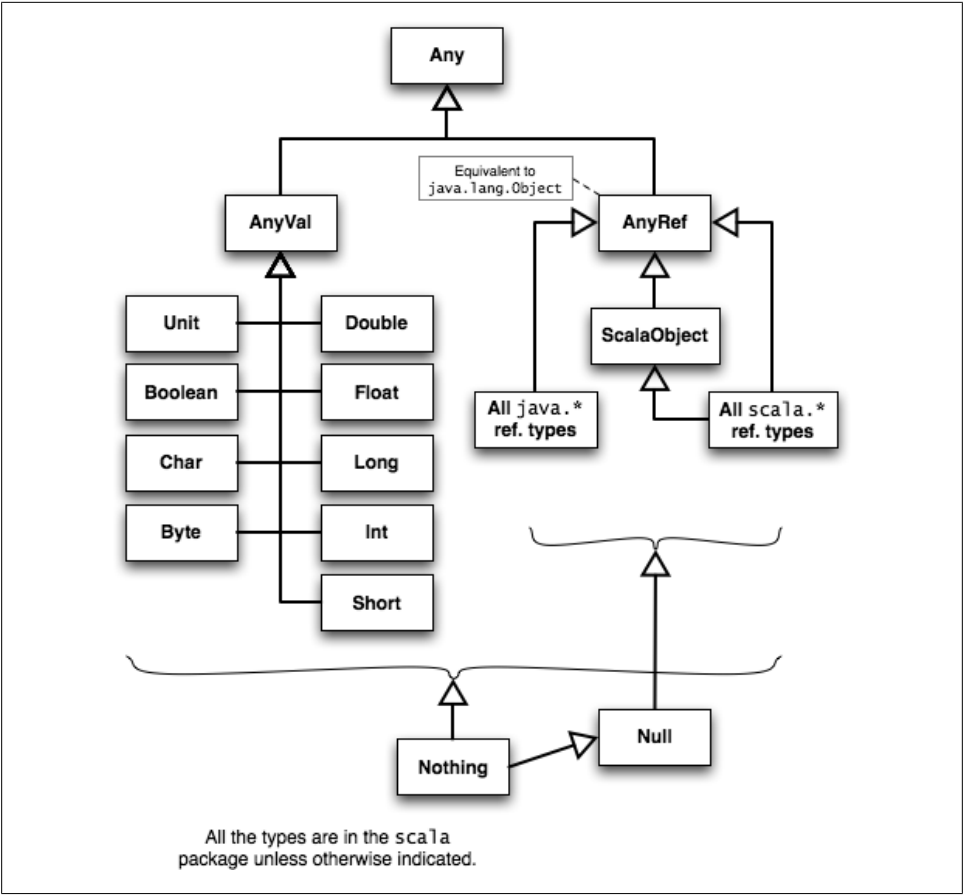 Any
Equivalent to
java.lang.Object
AnyVal
AnyRef
Unit
Double
ScalaObject
Boolean
Float
All java.*
ref. types
All scala.*
ref. types
Char
Long
Byte
Int
Short
Nothing
Null
All the types are in the scala
package unless otherwise indicated.